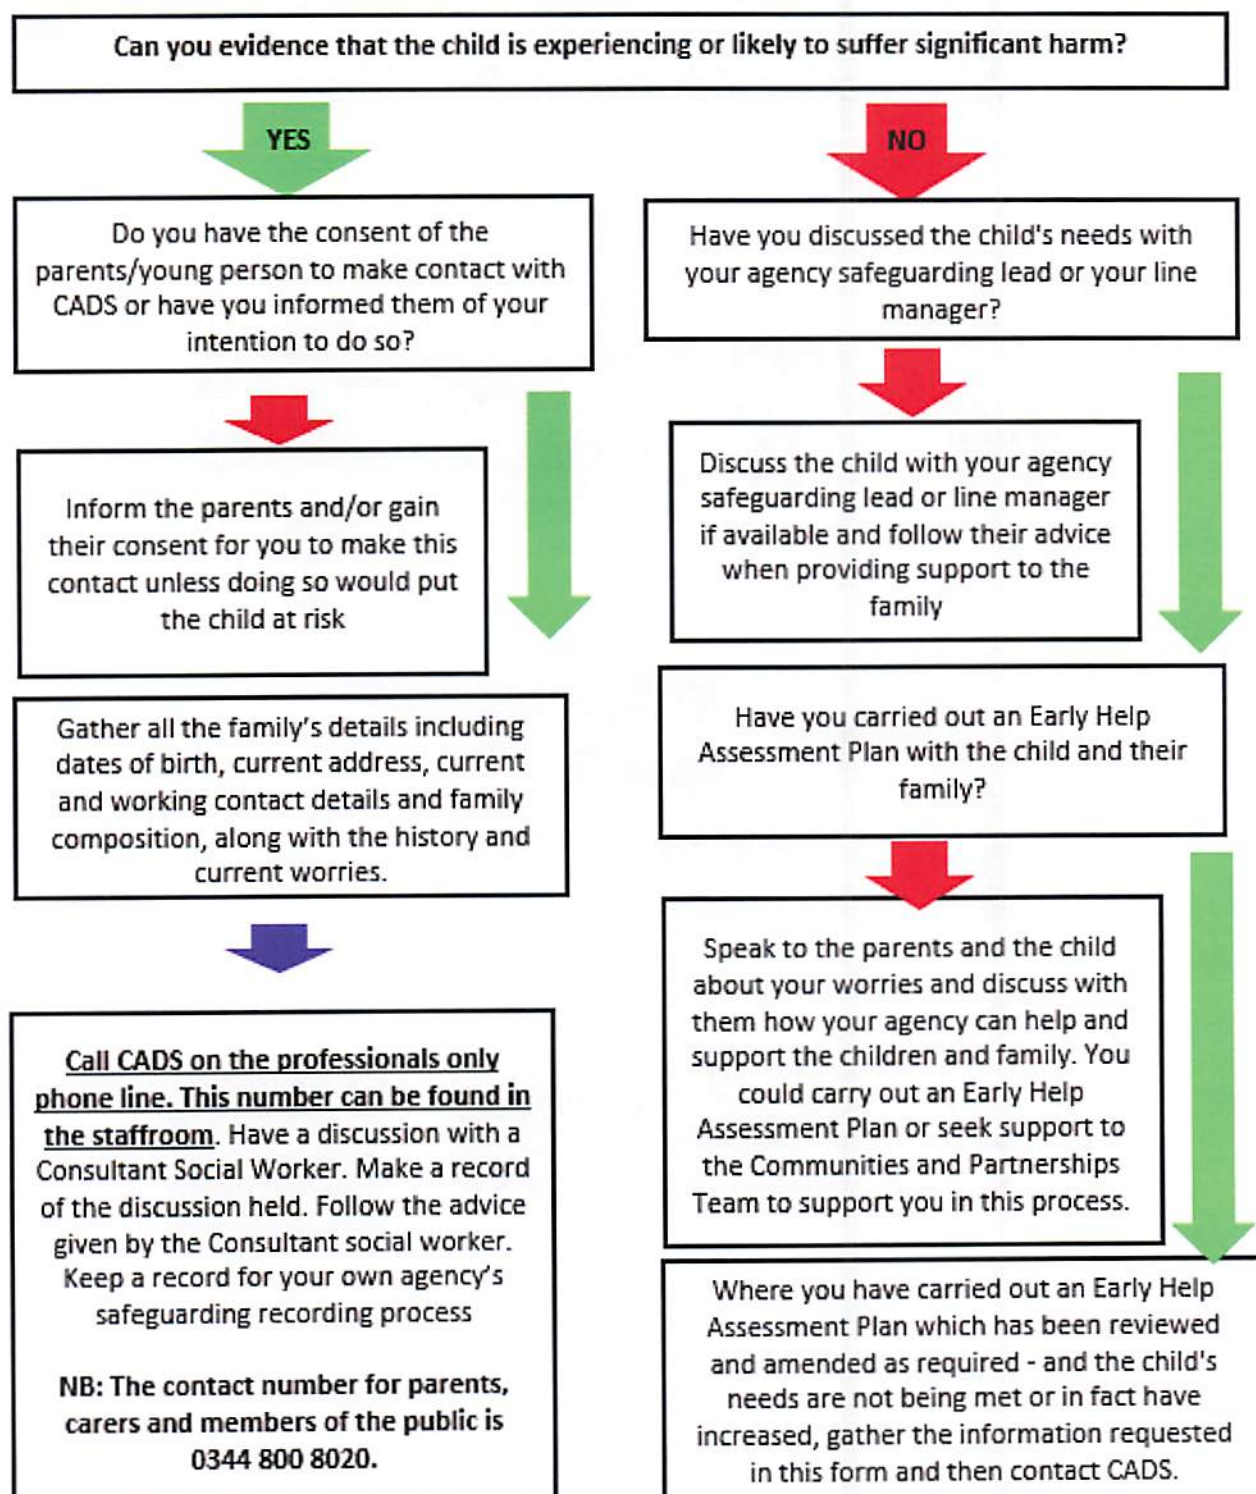 Can you evidence that the child is experiencing or likely to suffer significant harm?
YES
NO
Do you have the consent of the
parents/young person to make contact with
CADS or have you informed them of your
intention to do so?
Inform the parents and/or gain
their consent for you to make this
contact unless doing so would put
the child at risk
Gather all the family's details including
dates of birth, current address, current
and working contact details and family
composition, along with the history and
current worries.
Call CADS on the professionals only
phone line. This number can be found in
the staffroom. Have a discussion with a
Consultant Social Worker. Make a record
of the discussion held. Follow the advice
given by the Consultant social worker.
Keep a record for your own agency's
safeguarding recording process
NB: The contact number for parents,
carers and members of the public is
0344 800 8020.
Have you discussed the child's needs with
your agency safeguarding lead or your line
manager?
Discuss the child with your agency
safeguarding lead or line manager
if available and follow their advice
when providing support to the
family
Have you carried out an Early Help
Assessment Plan with the child and their
family?
Speak to the parents and the child
about your worries and discuss with
them how your agency can help and
support the children and family. You
could carry out an Early Help
Assessment Plan or seek support to
the Communities and Partnerships
Team to support you in this process.
Where you have carried out an Early Help
Assessment Plan which has been reviewed
and amended as required - and the child's
needs are not being met or in fact have
increased, gather the information requested
in this form and then contact CADS.